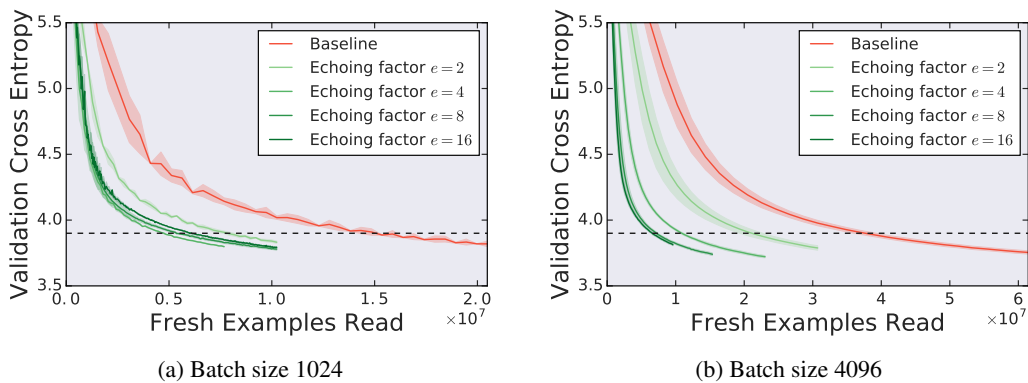 Validation Cross Entropy
5.5
5.0
4.5
4.0
3.5
0.0 0.5 1.0 1.5 2.0
×10⁷
Fresh Examples Read
Baseline
Echoing factor e = 2
Echoing factor e = 4
Echoing factor e = 8
Echoing factor e = 16
(a) Batch size 1024
Validation Cross Entropy
5.5
5.0
4.5
4.0
3.5
0 1 2 3 4 5 6
×10⁷
Fresh Examples Read
Baseline
Echoing factor e = 2
Echoing factor e = 4
Echoing factor e = 8
Echoing factor e = 16
(b) Batch size 4096